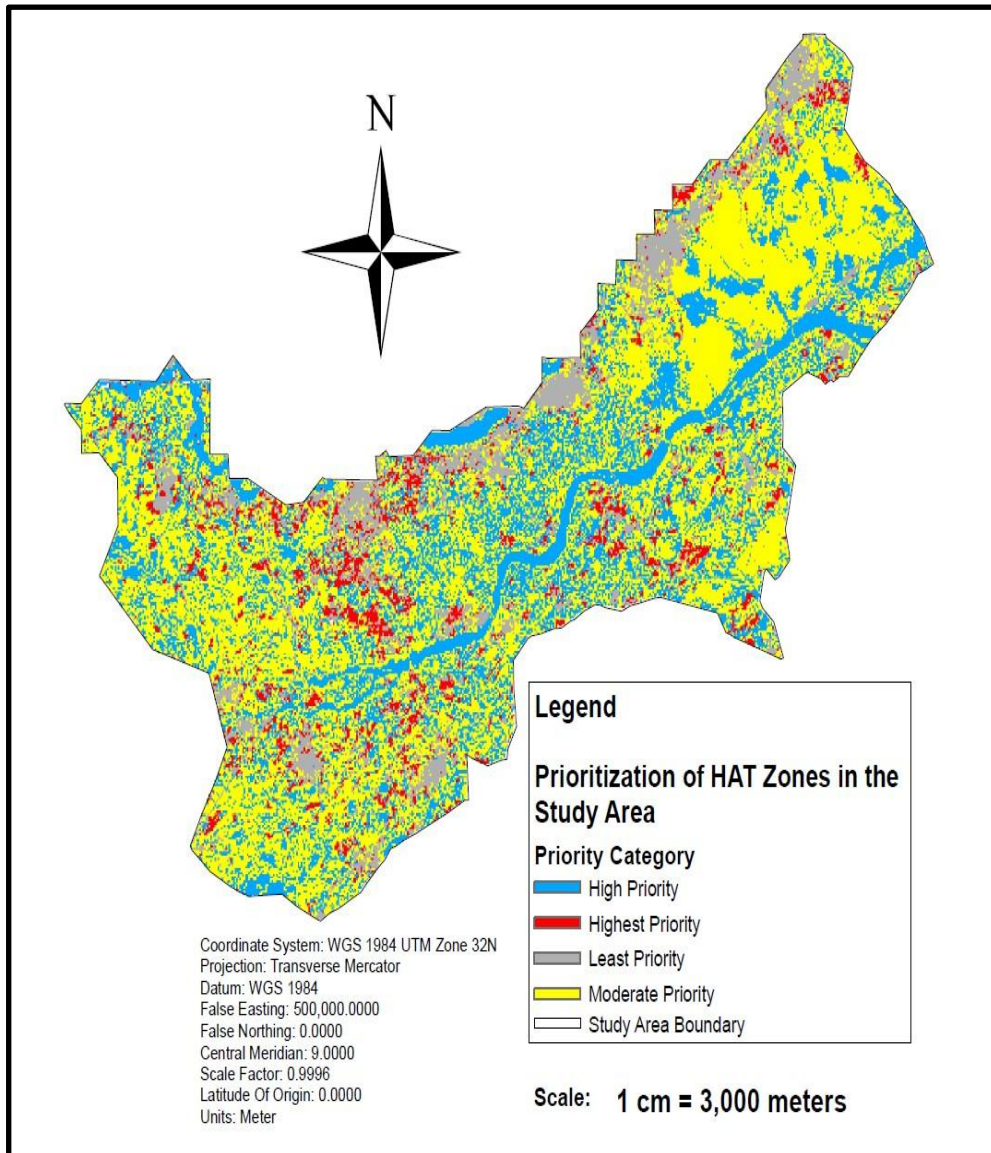 N
Legend
Prioritization of HAT Zones in the
Study Area
Priority Category
High Priority
Highest Priority
Least Priority
Moderate Priority
Study Area Boundary
Coordinate System: WGS 1984 UTM Zone 32N
Projection: Transverse Mercator
Datum: WGS 1984
False Easting: 500,000.0000
False Northing: 0.0000
Central Meridian: 9.0000
Scale Factor: 0.9996
Latitude Of Origin: 0.0000
Units: Meter
Scale: 1 cm = 3,000 meters